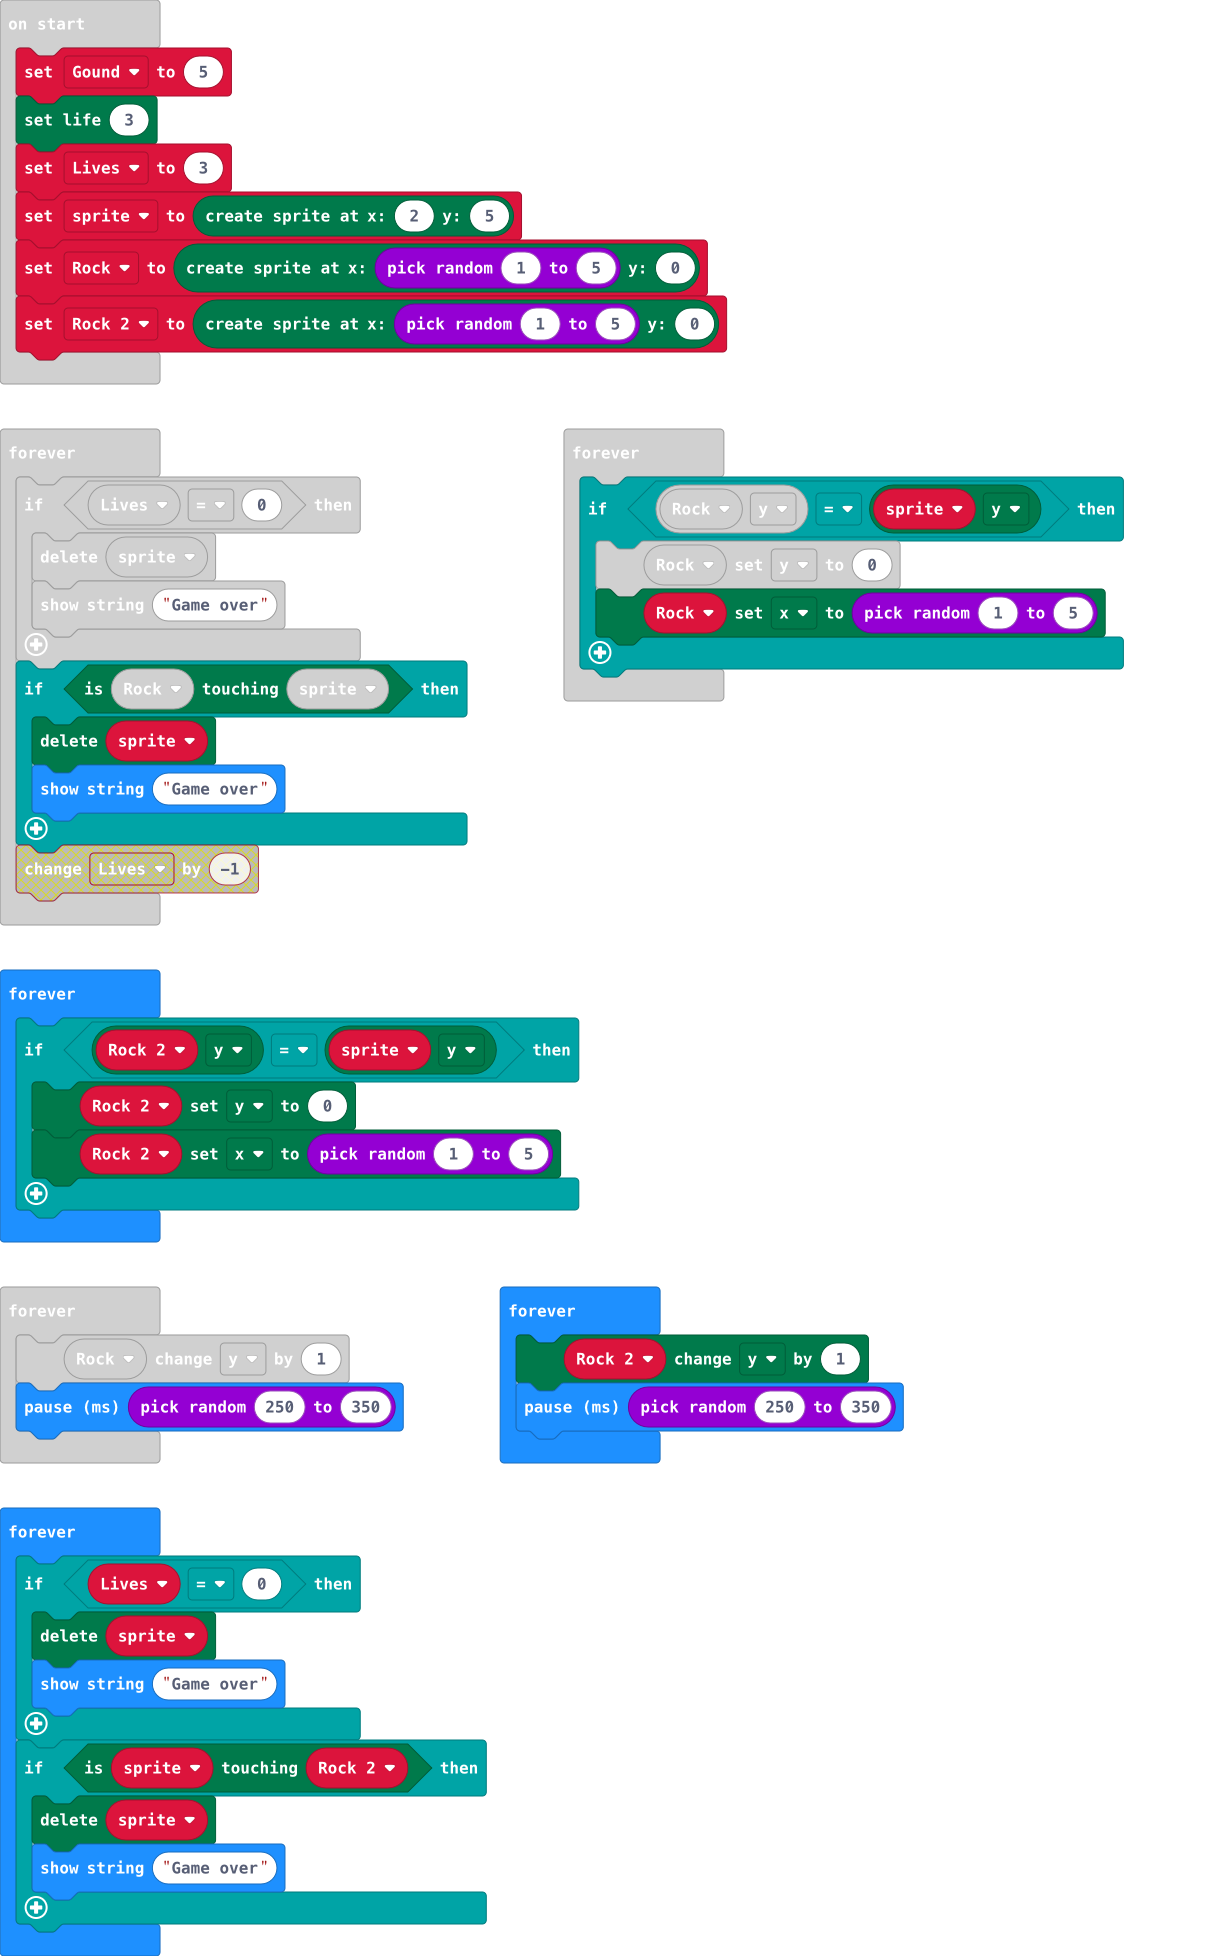 on start
set Gound to 5
set life 3
set Lives to 3
set sprite to create sprite at x: 2 y: 5
set Rock to create sprite at x: pick random 1 to 5 y: 0
set Rock 2 to create sprite at x: pick random 1 to 5 y: 0
forever
if Lives = 0 then
delete sprite
show string "Game over"
if is Rock touching sprite then
delete sprite
show string "Game over"
change Lives by -1
forever
if Rock y = sprite y then
Rock set y to 0
Rock set x to pick random 1 to 5
forever
if Rock 2 y = sprite y then
Rock 2 set y to 0
Rock 2 set x to pick random 1 to 5
forever
Rock change y by 1
pause (ms) pick random 250 to 350
forever
Rock 2 change y by 1
pause (ms) pick random 250 to 350
forever
if Lives = 0 then
delete sprite
show string "Game over"
if is sprite touching Rock 2 then
delete sprite
show string "Game over"